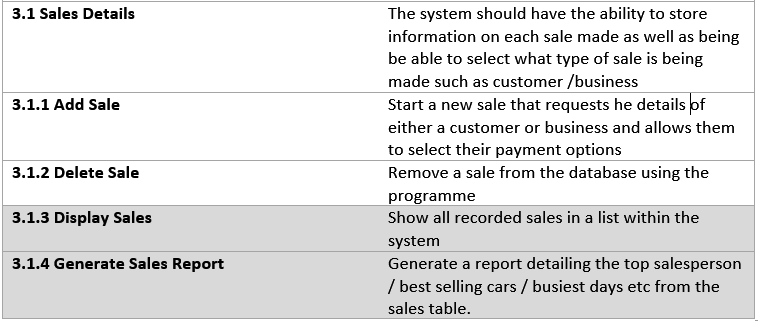 3.1 Sales Details
The system should have the ability to store
information on each sale made as well as being
be able to select what type of sale is being
made such as customer /business
3.1.1 Add Sale
Start a new sale that requests he details of
either a customer or business and allows them
to select their payment options
3.1.2 Delete Sale
Remove a sale from the database using the
programme
3.1.3 Display Sales
Show all recorded sales in a list within the
system
3.1.4 Generate Sales Report
Generate a report detailing the top salesperson
/ best selling cars / busiest days etc from the
sales table.